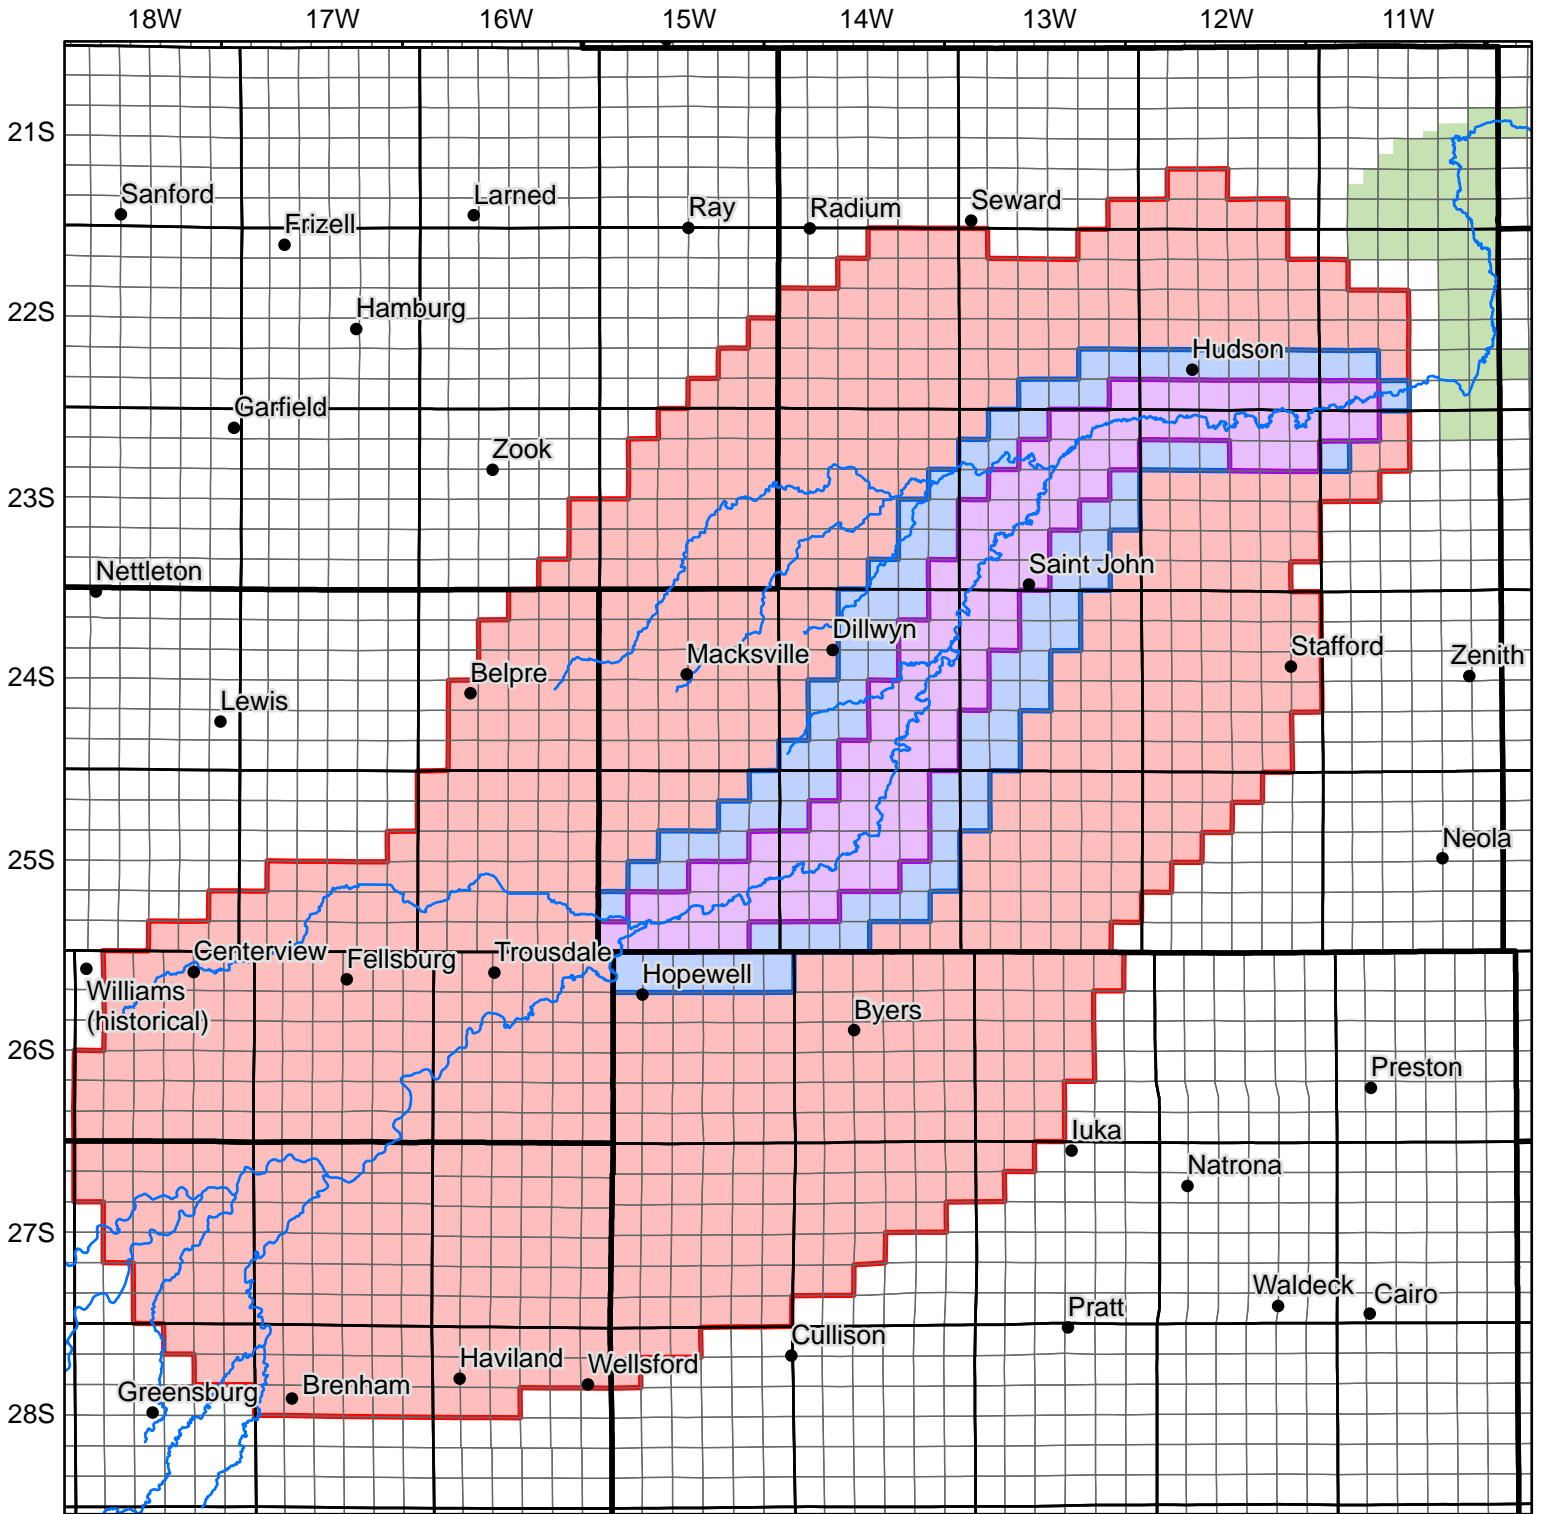 18W 17W 16W 15W 14W 13W 12W 11W
21S
Sanford
Larned
Ray
Radium
Seward
Frizell
22S
Hamburg
Hudson
Garfield
Zook
23S
Nettleton
Saint John
Dillwyn
Macksville
Stafford
Zenith
24S
Belpre
Lewis
25S
Neola
Centerview
Fellsburg
Trousdale
Hopewell
Williams
(historical)
Byers
26S
Preston
Iuka
Natrona
27S
Waldeck
Cairo
Pratt
Cullison
Haviland
Wellsford
Greensburg
Brenham
28S